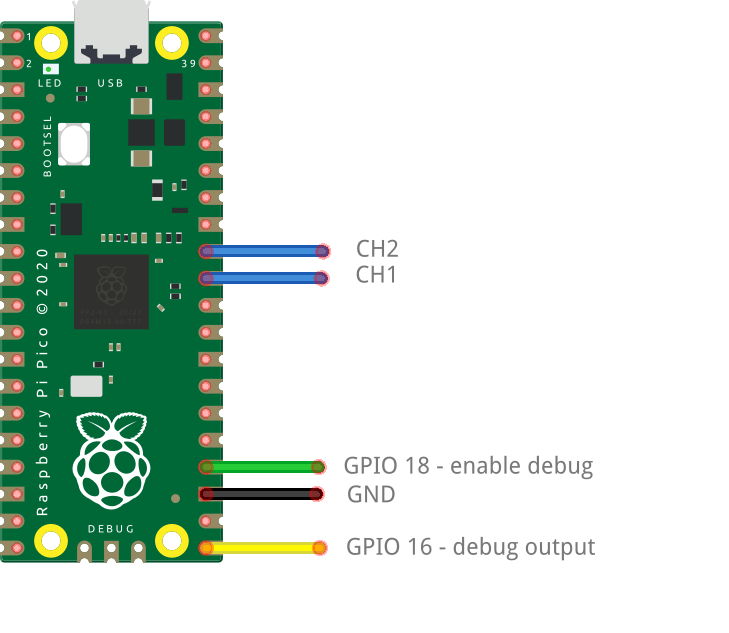 1
2
39
LED
USB
BOOTSEL
Raspberry Pi Pico ©2020
CH2
CH1
GPIO 18 - enable debug
GND
DEBUG
GPIO 16 - debug output